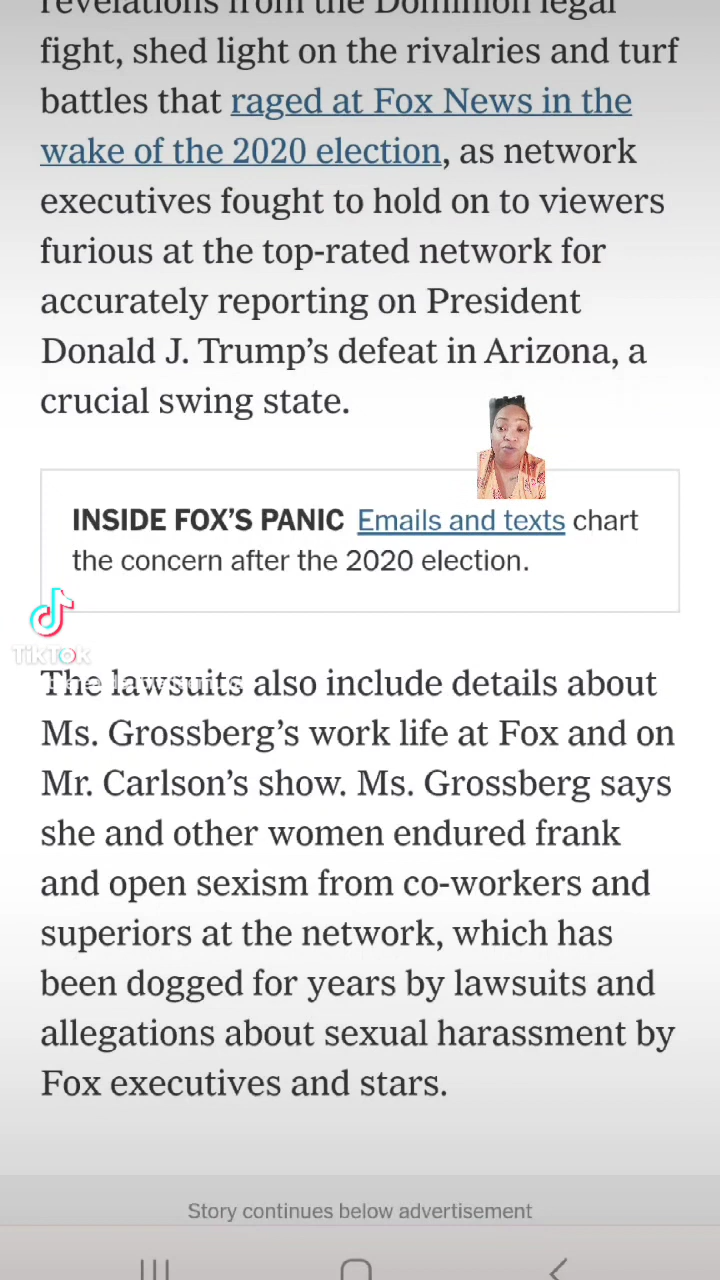 revelations from the Dominion legal
fight, shed light on the rivalries and turf
battles that raged at Fox News in the
wake of the 2020 election, as network
executives fought to hold on to viewers
furious at the top-rated network for
accurately reporting on President
Donald J. Trump’s defeat in Arizona, a
crucial swing state.
INSIDE FOX’S PANIC Emails and texts chart
the concern after the 2020 election.
TikTok
The lawsuits also include details about
Ms. Grossberg’s work life at Fox and on
Mr. Carlson’s show. Ms. Grossberg says
she and other women endured frank
and open sexism from co-workers and
superiors at the network, which has
been dogged for years by lawsuits and
allegations about sexual harassment by
Fox executives and stars.
Story continues below advertisement